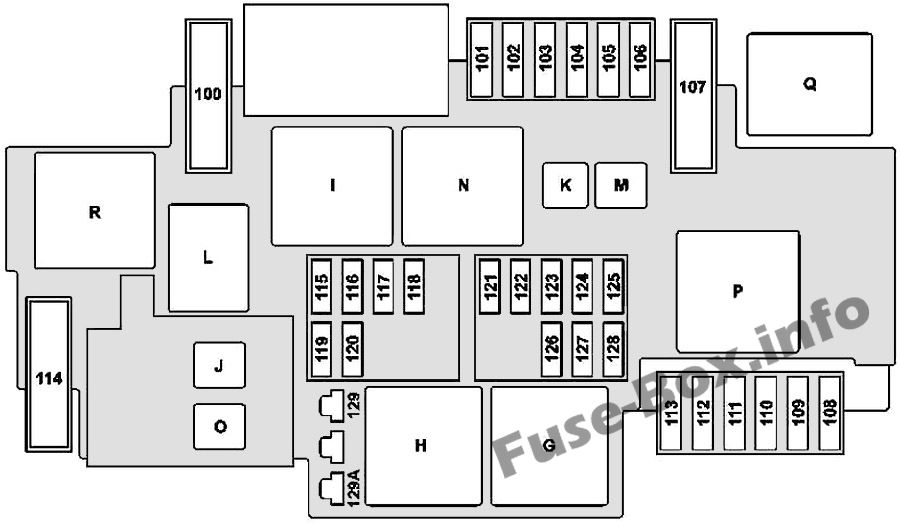 101 102 103 104 105 106
100
107
Q
I
N
K
M
R
L
P
115 116 117 118
121 122 123 124 125
119 120
126 127 128
J
114
O
129
129A
H
G
113 112 111 110 109 108
Fuse-Box.info